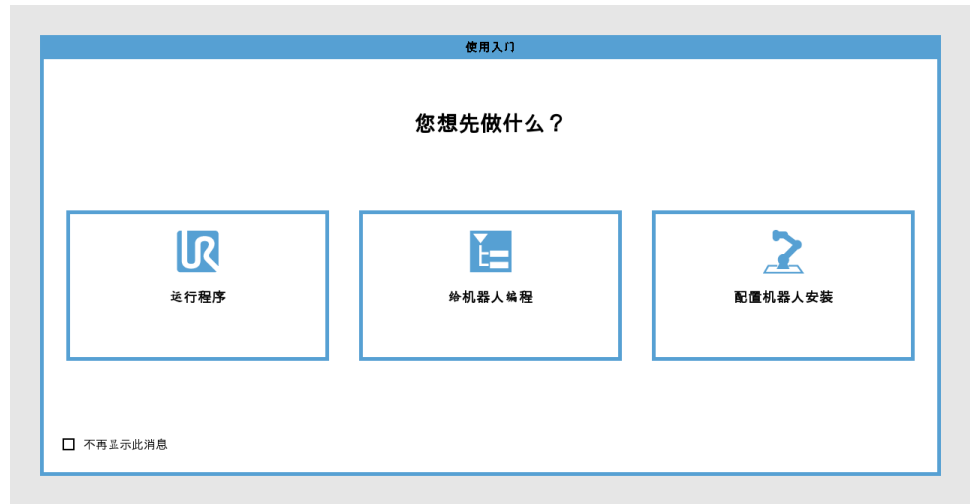 使用入门
您想先做什么？
运行程序
给机器人编程
配置机器人安装
不再显示此消息